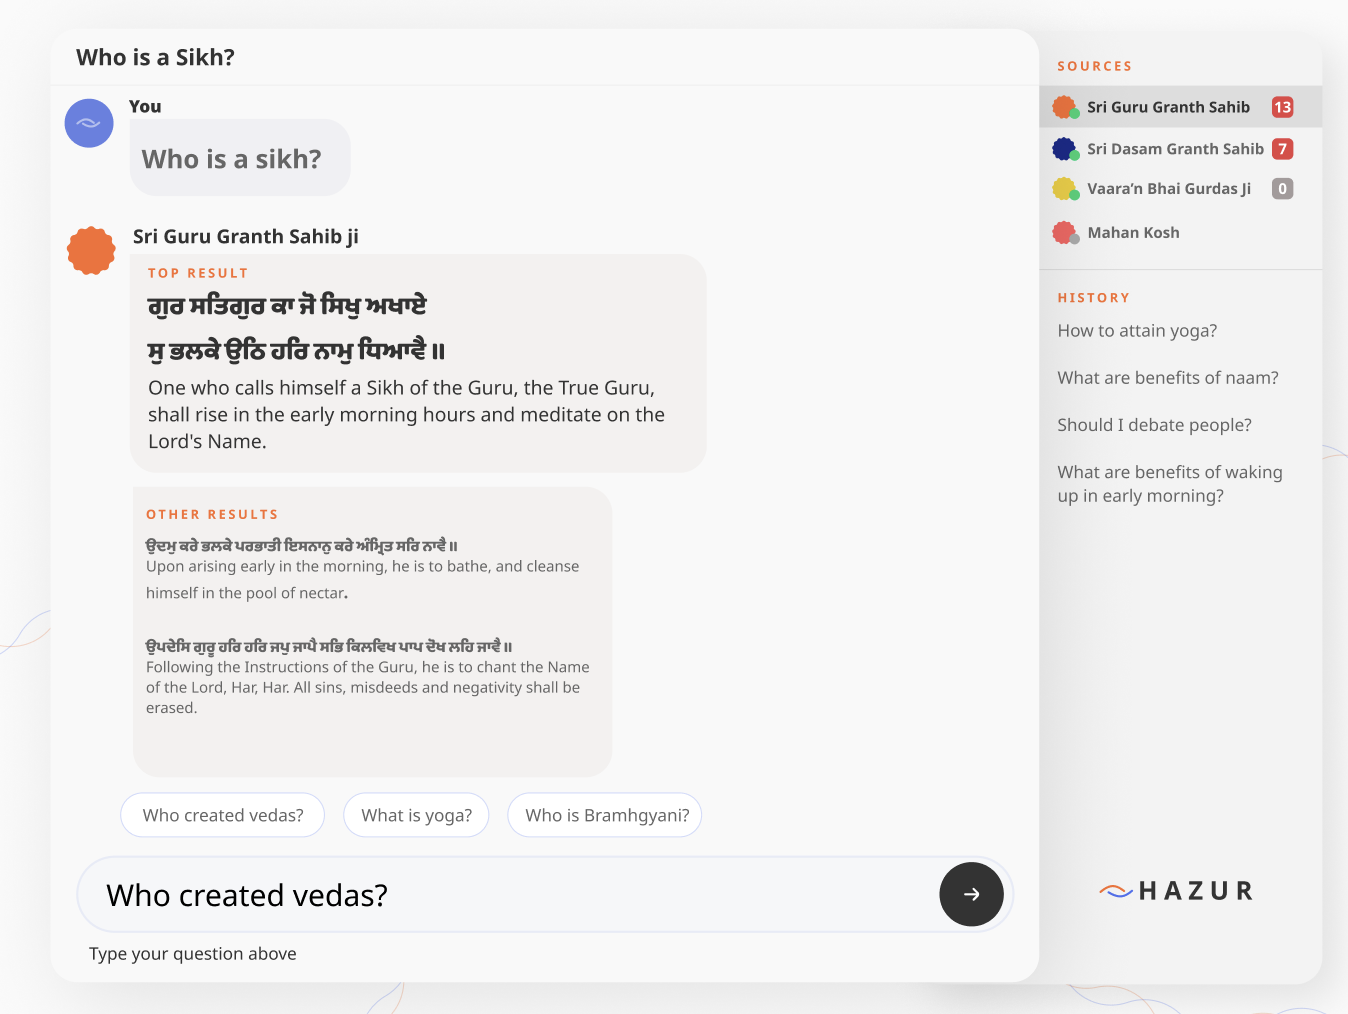 Who is a Sikh?
You
Who is a sikh?
Sri Guru Granth Sahib ji
TOP RESULT
ਗੁਰ ਸਤਿਗੁਰ ਕਾ ਜੋ ਸਿਖੁ ਅਖਾਏ
ਸੁ ਭਲਕੇ ਉਠਿ ਹਰਿ ਨਾਮੁ ਧਿਆਵੈ ॥
One who calls himself a Sikh of the Guru, the True Guru,
shall rise in the early morning hours and meditate on the
Lord's Name.
OTHER RESULTS
ਉਦਮੁ ਕਰੇ ਭਲਕੇ ਪਰਭਾਤੀ ਇਸਨਾਨੁ ਕਰੇ ਅੰਮ੍ਰਿਤ ਸਰਿ ਨਾਵੈ ॥
Upon arising early in the morning, he is to bathe, and cleanse
himself in the pool of nectar.
ਉਪਦੇਸਿ ਗੁਰੂ ਹਰਿ ਹਰਿ ਜਪੁ ਜਾਪੈ ਸਭਿ ਕਿਲਵਿਖ ਪਾਪ ਦੋਖ ਲਹਿ ਜਾਵੈ ॥
Following the Instructions of the Guru, he is to chant the Name
of the Lord, Har, Har. All sins, misdeeds and negativity shall be
erased.
Who created vedas?
What is yoga?
Who is Bramhgyani?
Who created vedas?
Type your question above
SOURCES
Sri Guru Granth Sahib 13
Sri Dasam Granth Sahib 7
Vaara’n Bhai Gurdas Ji 0
Mahan Kosh
HISTORY
How to attain yoga?
What are benefits of naam?
Should I debate people?
What are benefits of waking
up in early morning?
HAZUR